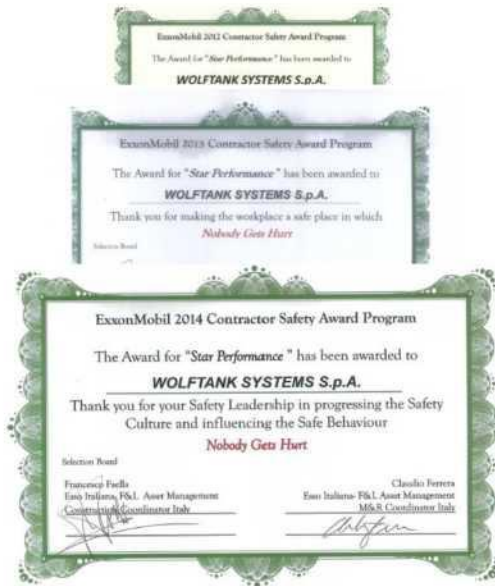 ExxonMobil 2012 Contractor Safety Award Program
The Award for "Star Performance" has been awarded to
WOLFTANK SYSTEMS S.p.A.
ExxonMobil 2013 Contractor Safety Award Program
The Award for "Star Performance" has been awarded to
WOLFTANK SYSTEMS S.p.A.
Thank you for making the workplace a safe place in which
Nobody Gets Hurt
Selection Board
ExxonMobil 2014 Contractor Safety Award Program
The Award for "Star Performance" has been awarded to
WOLFTANK SYSTEMS S.p.A.
Thank you for your Safety Leadership in progressing the Safety
Culture and influencing the Safe Behaviour
Nobody Gets Hurt
Selection Board
Francesco
Esso Italiana, F&L Asset Management
Construction Coordinator Italy
Claudio Ferrera
Esso Italiana- F&L Asset Management
M&R Coordinator Italy